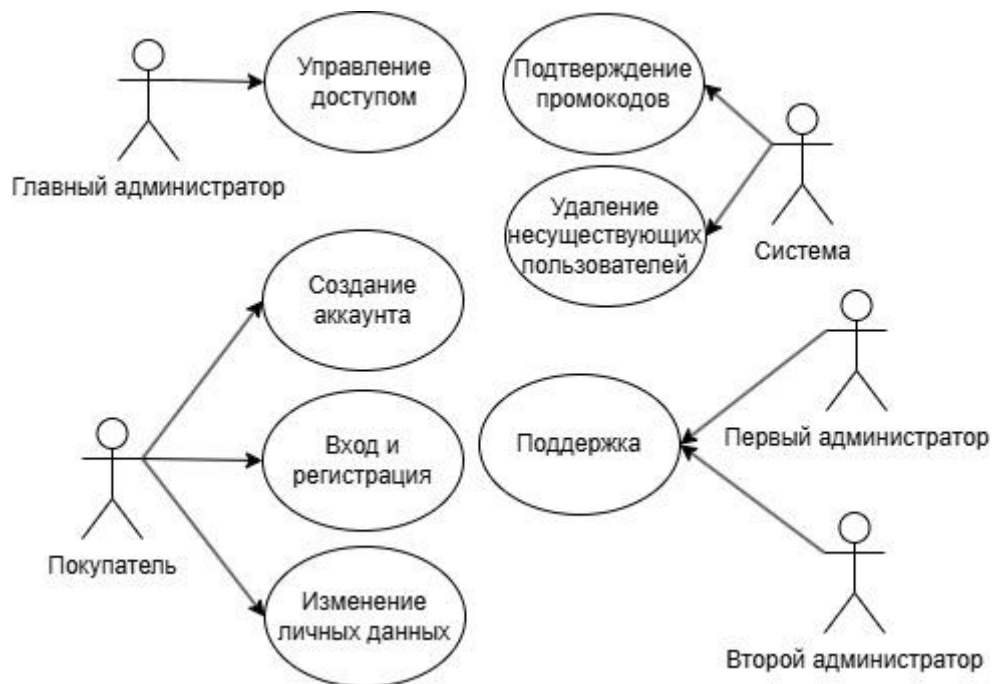 Управление
доступом
Главный администратор
Подтверждение
промокодов
Удаление
несуществующих
пользователей
Система
Создание
аккаунта
Вход и
регистрация
Изменение
личных данных
Покупатель
Поддержка
Первый администратор
Второй администратор